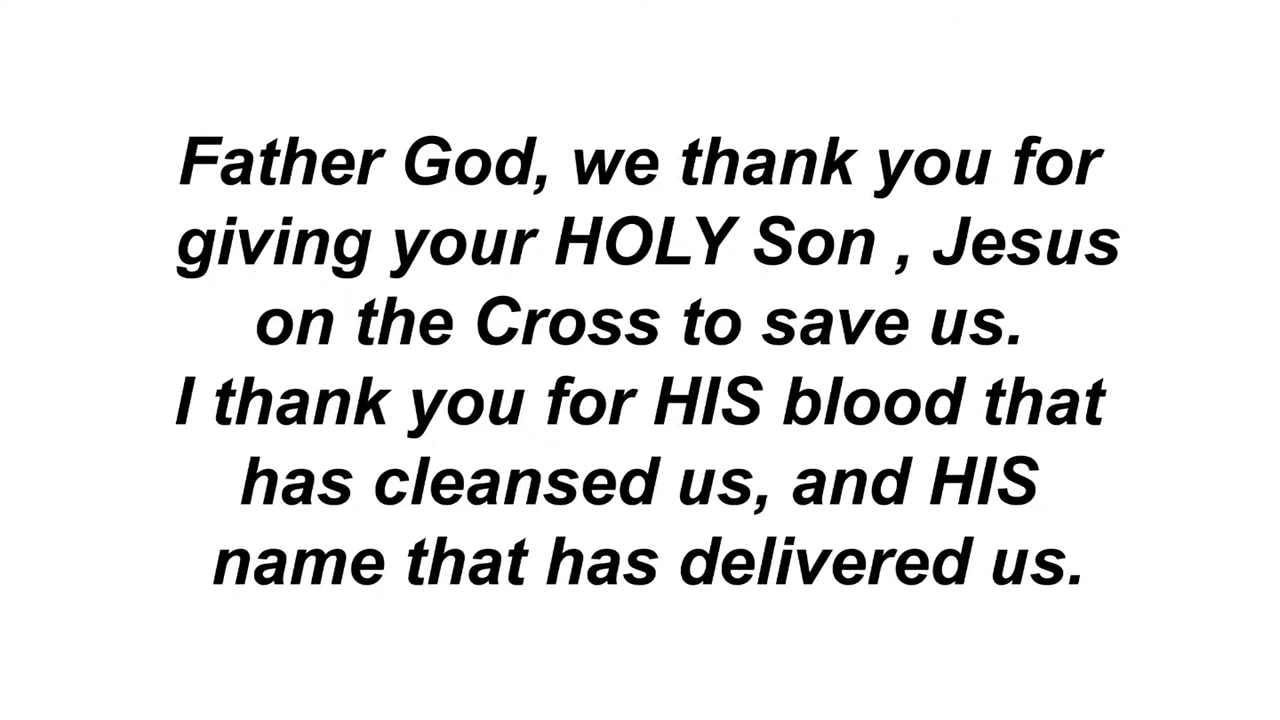 Father God, we thank you for
giving your HOLY Son , Jesus
on the Cross to save us.
I thank you for HIS blood that
has cleansed us, and HIS
name that has delivered us.